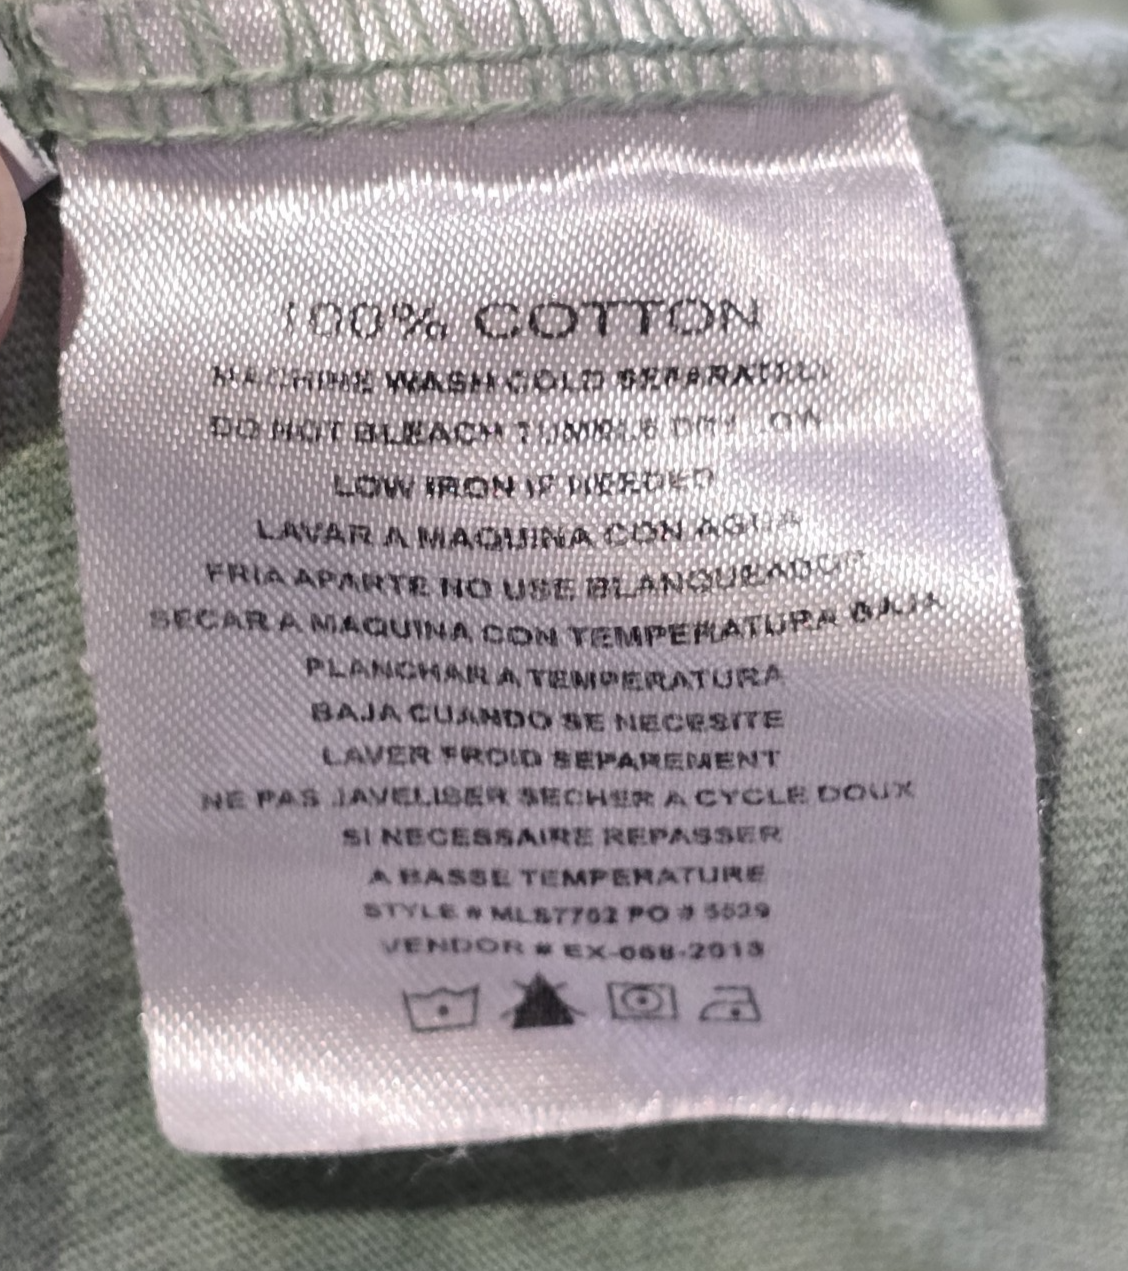 100% COTTON
MACHINE WASH COLD SEPARATELY
DO NOT BLEACH TUMBLE DRY LOW
LOW IRON IF NEEDED
LAVAR A MAQUINA CON AGUA
FRIA APARTE NO USE BLANQUEADOR
SECAR A MAQUINA CON TEMPERATURA BAJA
PLANCHAR A TEMPERATURA
BAJA CUANDO SE NECESITE
LAVER FROID SEPAREMENT
NE PAS JAVELISER SECHER A CYCLE DOUX
SI NECESSAIRE REPASSER
A BASSE TEMPERATURE
STYLE # MLS7702 PO # 5529
VENDOR # EX-068-2013